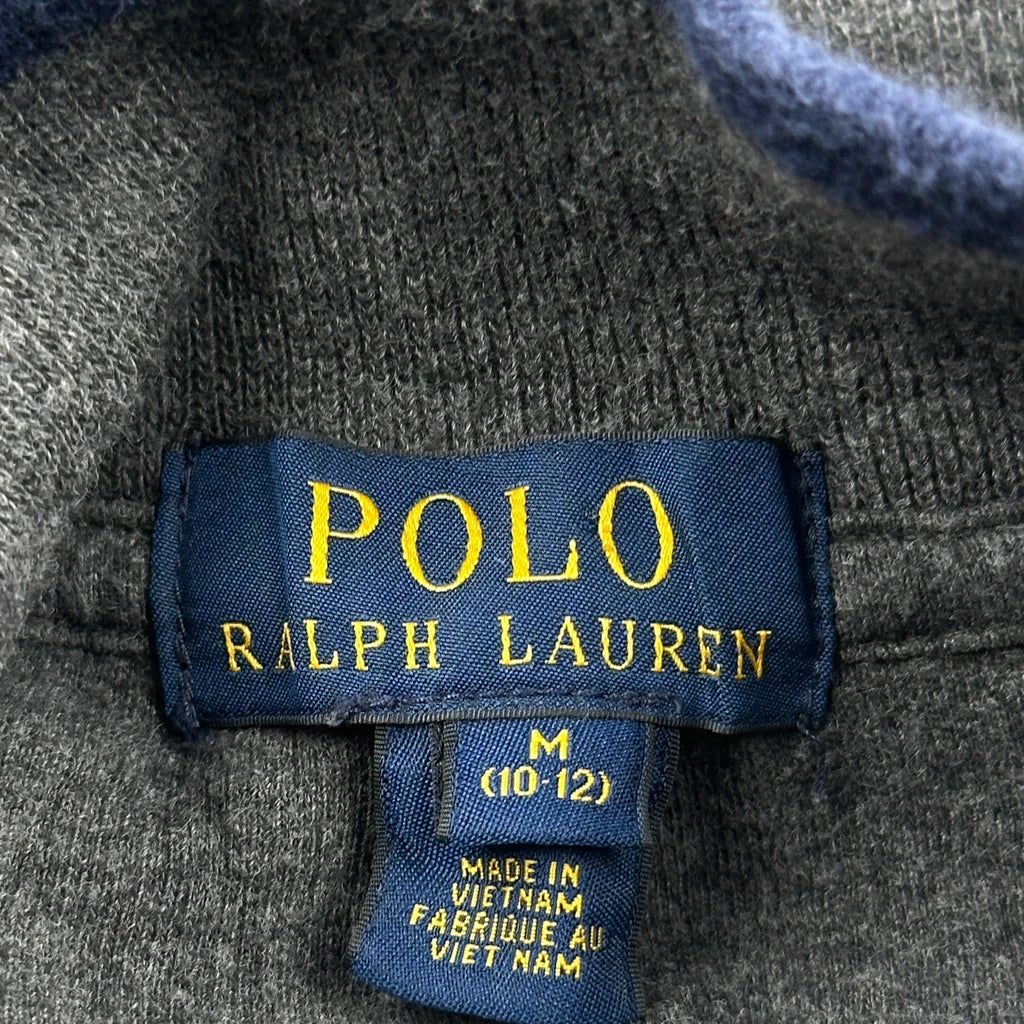 POLO
RALPH LAUREN
M
(10-12)
MADE IN
VIETNAM
FABRIQUE AU
VIET NAM